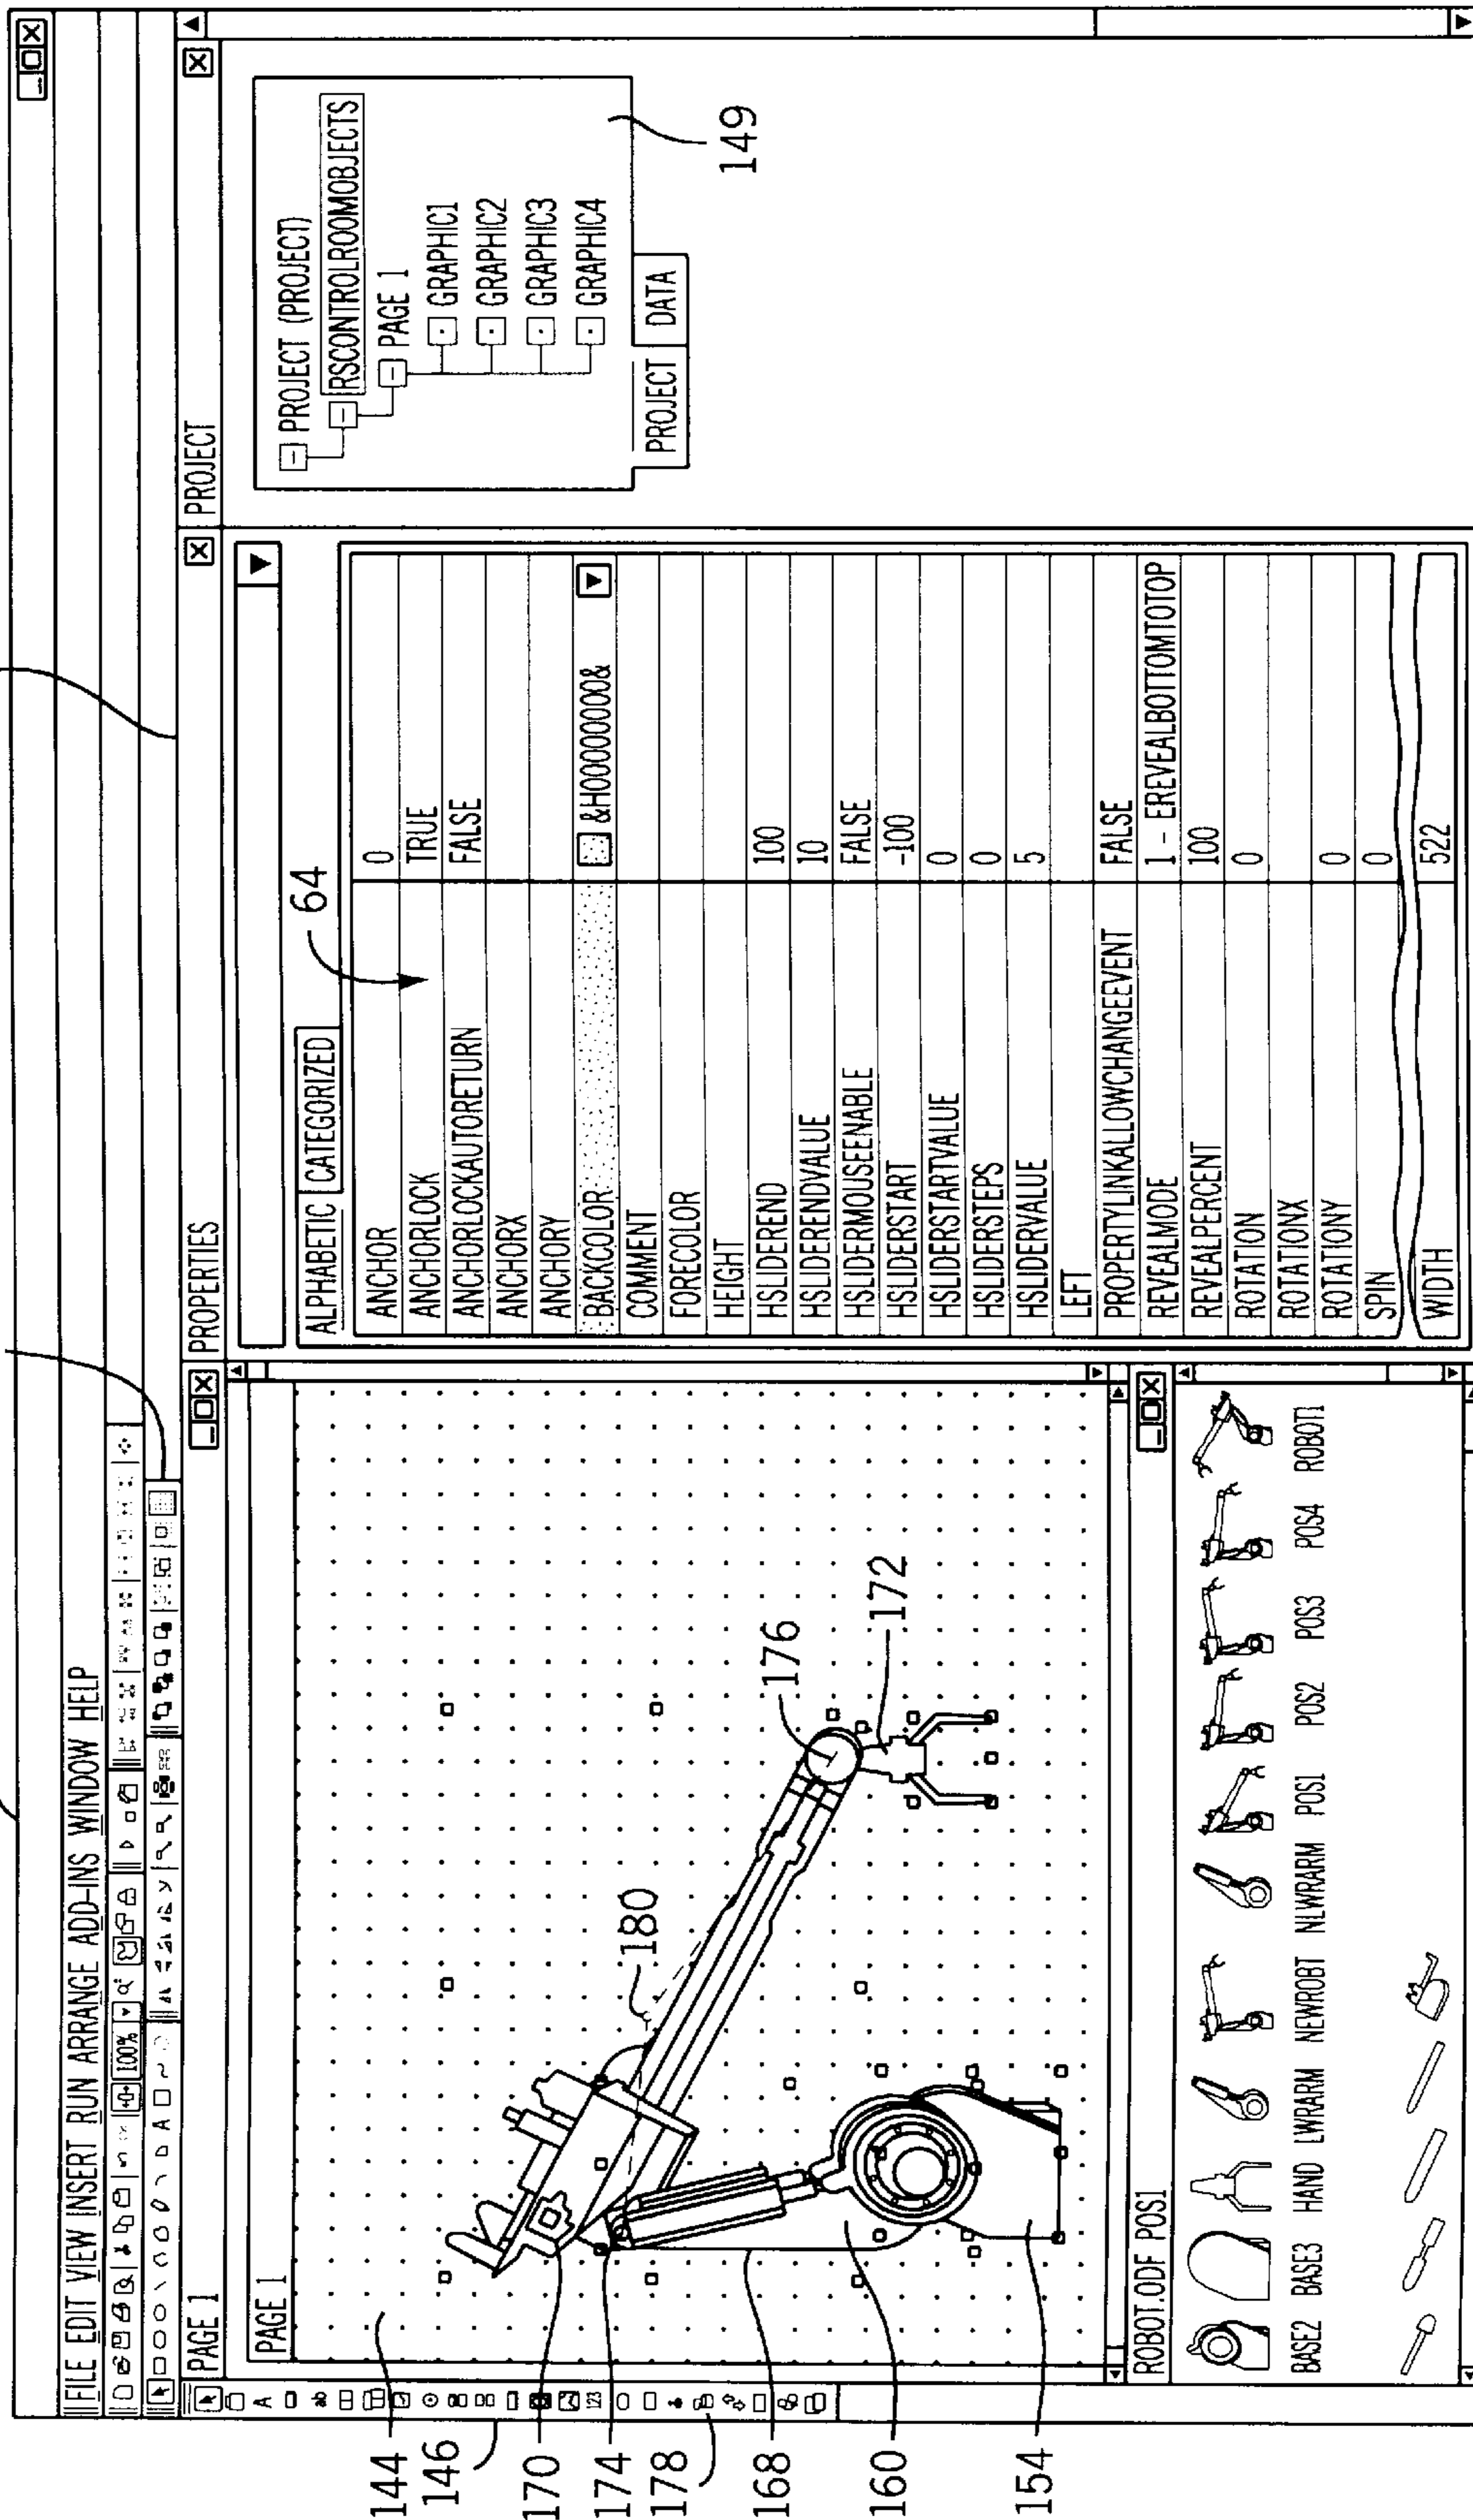 FILE EDIT VIEW INSERT RUN ARRANGE ADD-INS WINDOW HELP
100%
A
PAGE 1
PAGE 1
A
ab
123
144
146
170
174
178
168
160
154
180
176
172
ROBOT.ODF POS1
BASE2 BASE3 HAND LWRARM NEWROBT NLWRARM POS1 POS2 POS3 POS4 ROBOT1
PROPERTIES
ALPHABETIC CATEGORIZED
64
ANCHOR 0
ANCHORLOCK TRUE
ANCHORLOCKAUTORETURN FALSE
ANCHORX
ANCHORY
BACKCOLOR &H00000000&
COMMENT
FORECOLOR
HEIGHT
HSLIDEREND 100
HSLIDERENDVALUE 10
HSLIDERMOUSEENABLE FALSE
HSLIDERSTART -100
HSLIDERSTARTVALUE 0
HSLIDERSTEPS 0
HSLIDERVALUE 5
LEFT
PROPERTYLINKALLOWCHANGEEVENT FALSE
REVEALMODE 1 - EREVEALBOTTOMTOTOP
REVEALPERCENT 100
ROTATION 0
ROTATIONX
ROTATIONY 0
SPIN 0
WIDTH 522
PROJECT
PROJECT (PROJECT)
RSCONTROLROOMOBJECTS
PAGE 1
GRAPHIC1
GRAPHIC2
GRAPHIC3
GRAPHIC4
PROJECT DATA
149